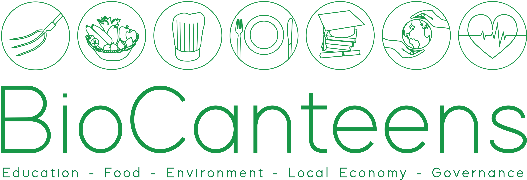 BioCanteens
Education - Food - Environment - Local Economy - Governance